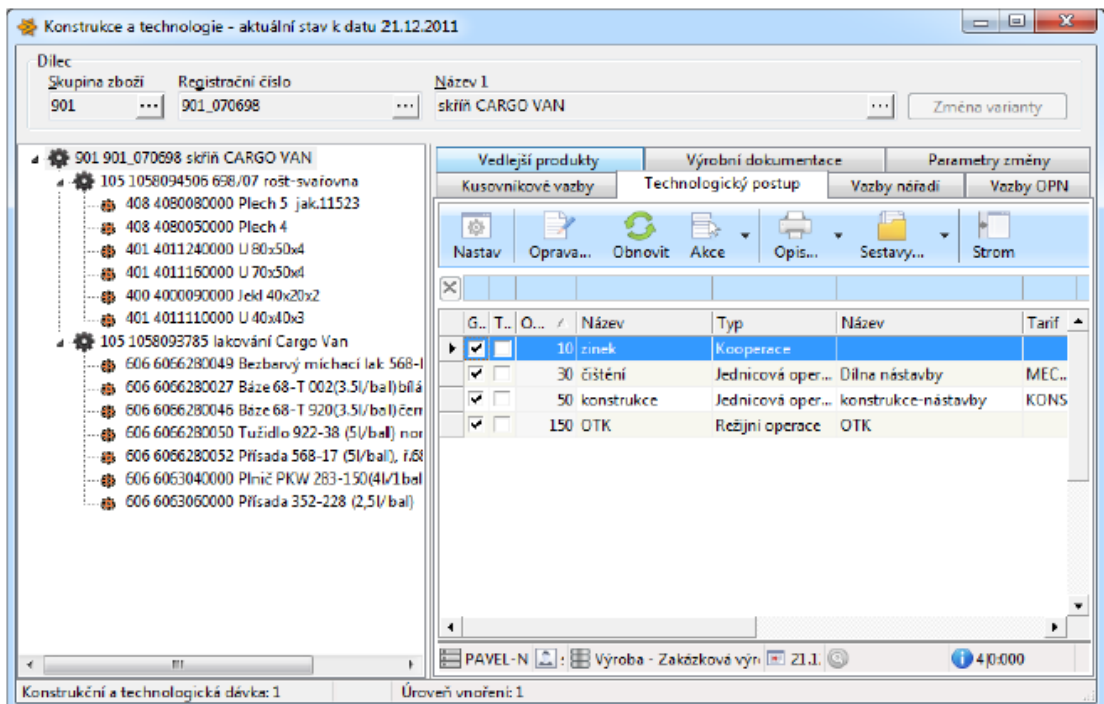 Konstrukce a technologie - aktuální stav k datu 21.12.2011
Dílec
Skupina zboží Registrační číslo Název 1
901 ... 901_070698 ... skříň CARGO VAN ... Změna varianty
901 901_070698 skříň CARGO VAN
105 1058094506 698/07 rošt-svařovna
408 4080080000 Plech 5 jak.11523
408 4080050000 Plech 4
401 4011240000 U 80x50x4
401 4011160000 U 70x50x4
400 4000090000 Jekl 40x20x2
401 4011110000 U 40x40x3
105 1058093785 lakování Cargo Van
606 6066280049 Bezbarvý míchací lak 568-
606 6066280027 Báze 68-T 002(3.5l/bal)bílá
606 6066280046 Báze 68-T 920(3.5l/bal)čern
606 6066280050 Tužidlo 922-38 (5l/bal) nor
606 6066280052 Přísada 568-17 (5l/bal), ř.68
606 6063040000 Plnič PKW 283-150(4l/1bal
606 6063060000 Přísada 352-228 (2,5l/bal)
Vedlejší produkty Výrobní dokumentace Parametry změny
Kusovníkové vazby Technologický postup Vazby nářadí Vazby OPN
Nastav Oprava... Obnovit Akce Opis... Sestavy... Strom
G.. T.. O... Název Typ Název Tarif
10 zinek Kooperace
30 čištění Jednicová oper... Dílna nástavby MEC..
50 konstrukce Jednicová oper... konstrukce-nástavby KONS
150 OTK Režijní operace OTK
PAVEL-N Výroba - Zakázková výr 21.1. 4|0:000
Konstrukční a technologická dávka: 1 Úroveň vnoření: 1